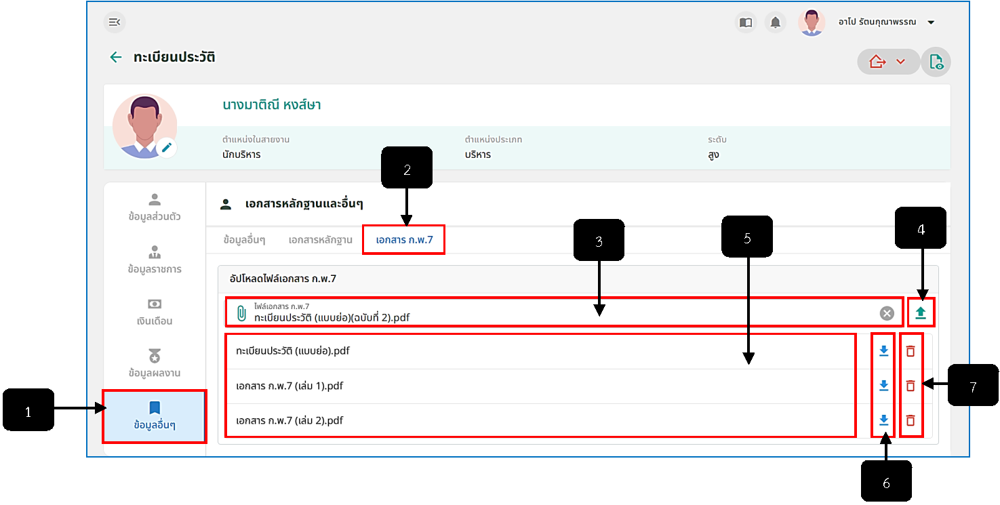 อาโป รัตนกุณาพรรณ
ทะเบียนประวัติ
นางมาติณี หงส์ษา
ตำแหน่งในสายงาน
ตำแหน่งประเภท
ระดับ
นักบริหาร
บริหาร
สูง
2
ข้อมูลส่วนตัว
ข้อมูลราชการ
เงินเดือน
ข้อมูลผลงาน
ข้อมูลอื่นๆ
1
เอกสารหลักฐานและอื่นๆ
ข้อมูลอื่นๆ
เอกสารหลักฐาน
เอกสาร ก.พ.7
3
5
4
อัปโหลดไฟล์เอกสาร ก.พ.7
ไฟล์เอกสาร ก.พ.7
ทะเบียนประวัติ (แบบย่อ)(ฉบับที่ 2).pdf
ทะเบียนประวัติ (แบบย่อ).pdf
เอกสาร ก.พ.7 (เล่ม 1).pdf
7
เอกสาร ก.พ.7 (เล่ม 2).pdf
6